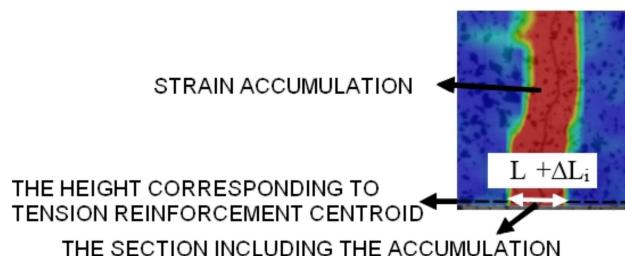 STRAIN ACCUMULATION
L +ΔLᵢ
THE HEIGHT CORRESPONDING TO
TENSION REINFORCEMENT CENTROID
THE SECTION INCLUDING THE ACCUMULATION